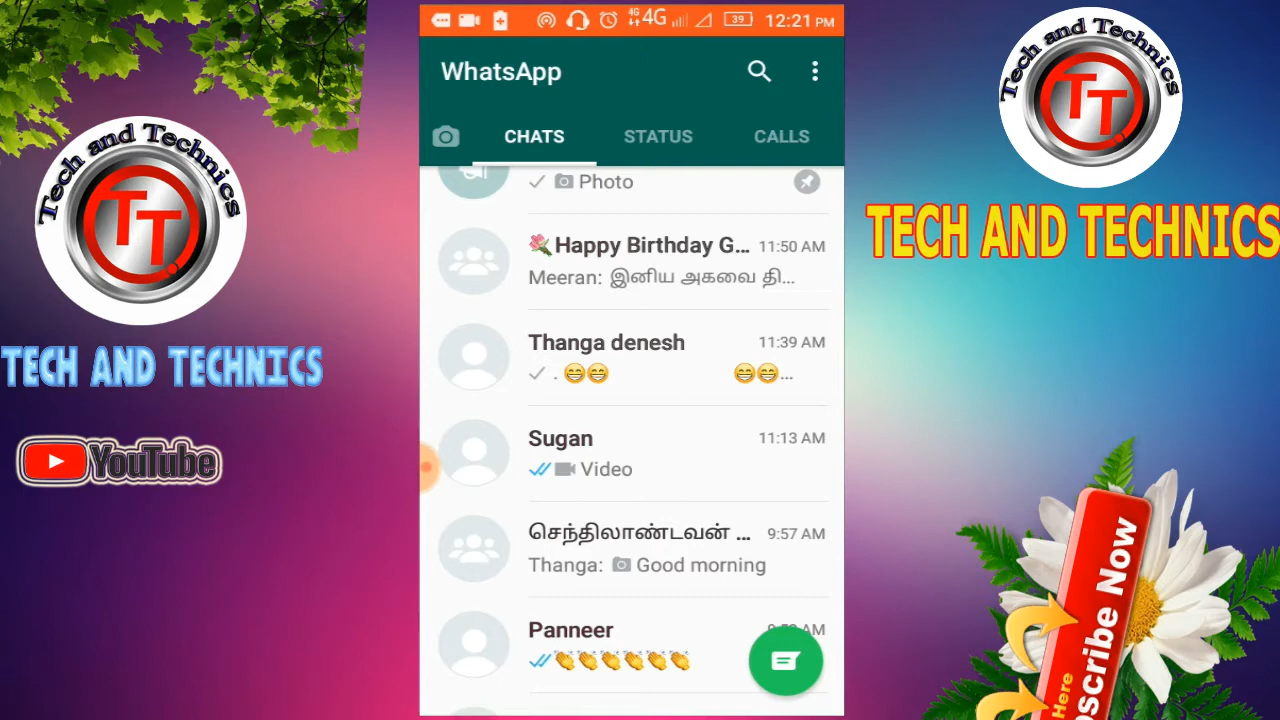 Tech and Technics
TT
TECH AND TECHNICS
YouTube
4G 4G 39 12:21 PM
WhatsApp
CHATS STATUS CALLS
Photo
🌹Happy Birthday G... 11:50 AM
Meeran: இனிய அகவை தி...
Thanga denesh 11:39 AM
. 😁😁 😁😁...
Sugan 11:13 AM
Video
செந்திலாண்டவன் ... 9:57 AM
Thanga: Good morning
Panneer AM
👏👏👏👏👏👏
Tech and Technics
TT
TECH AND TECHNICS
Subscribe Now
Here